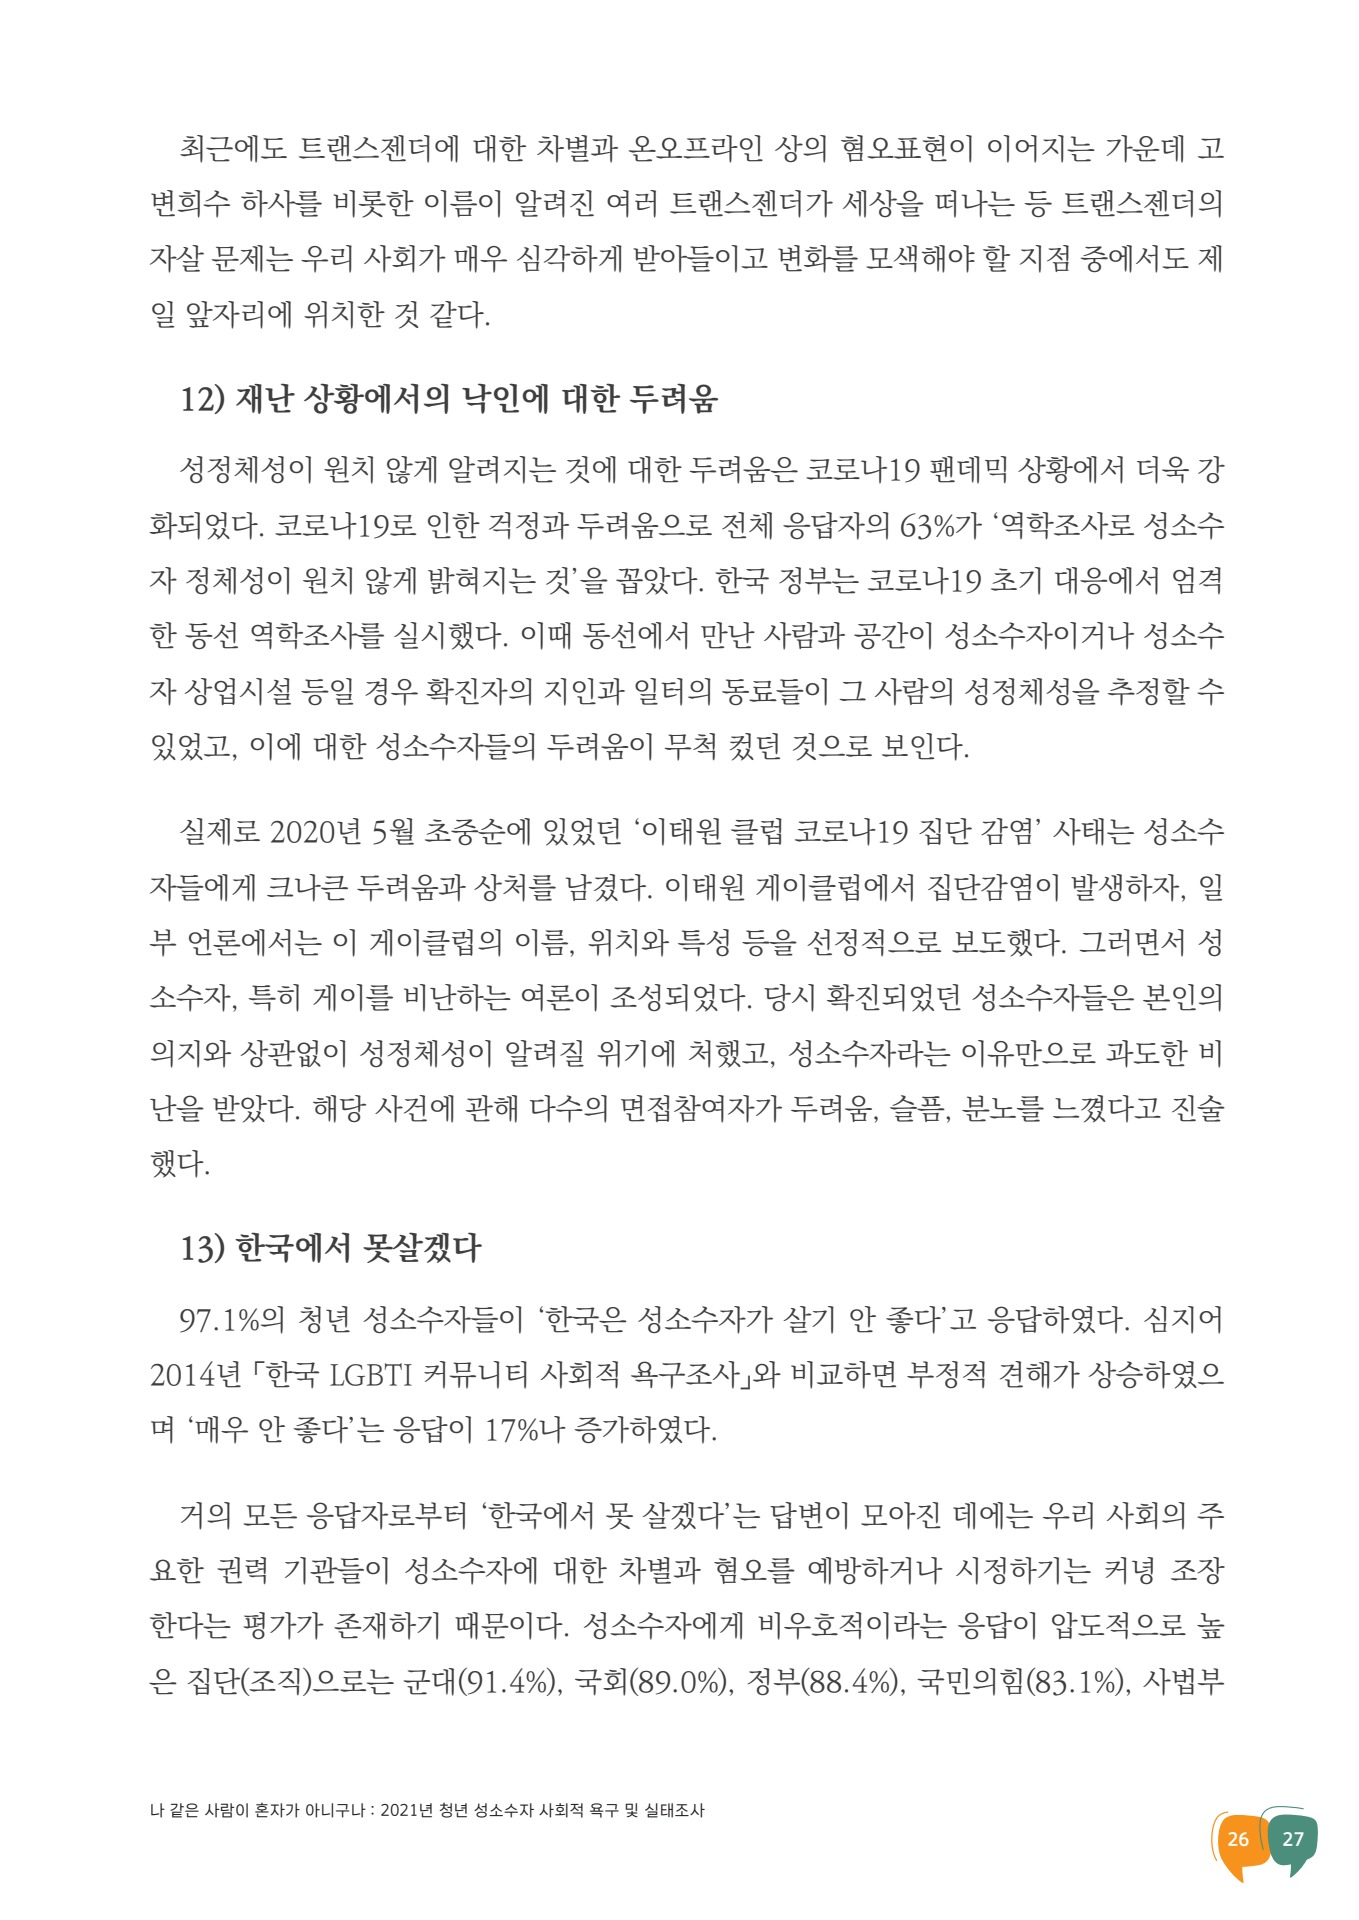 최근에도 트랜스젠더에 대한 차별과 온오프라인 상의 혐오표현이 이어지는 가운데 고
변희수 하사를 비롯한 이름이 알려진 여러 트랜스젠더가 세상을 떠나는 등 트랜스젠더의
자살 문제는 우리 사회가 매우 심각하게 받아들이고 변화를 모색해야 할 지점 중에서도 제
일 앞자리에 위치한 것 같다.
12) 재난 상황에서의 낙인에 대한 두려움
성정체성이 원치 않게 알려지는 것에 대한 두려움은 코로나19 팬데믹 상황에서 더욱 강
화되었다. 코로나19로 인한 걱정과 두려움으로 전체 응답자의 63%가 ‘역학조사로 성소수
자 정체성이 원치 않게 밝혀지는 것’을 꼽았다. 한국 정부는 코로나19 초기 대응에서 엄격
한 동선 역학조사를 실시했다. 이때 동선에서 만난 사람과 공간이 성소수자이거나 성소수
자 상업시설 등일 경우 확진자의 지인과 일터의 동료들이 그 사람의 성정체성을 추정할 수
있었고, 이에 대한 성소수자들의 두려움이 무척 컸던 것으로 보인다.
실제로 2020년 5월 초중순에 있었던 ‘이태원 클럽 코로나19 집단 감염’ 사태는 성소수
자들에게 크나큰 두려움과 상처를 남겼다. 이태원 게이클럽에서 집단감염이 발생하자, 일
부 언론에서는 이 게이클럽의 이름, 위치와 특성 등을 선정적으로 보도했다. 그러면서 성
소수자, 특히 게이를 비난하는 여론이 조성되었다. 당시 확진되었던 성소수자들은 본인의
의지와 상관없이 성정체성이 알려질 위기에 처했고, 성소수자라는 이유만으로 과도한 비
난을 받았다. 해당 사건에 관해 다수의 면접참여자가 두려움, 슬픔, 분노를 느꼈다고 진술
했다.
13) 한국에서 못살겠다
97.1%의 청년 성소수자들이 ‘한국은 성소수자가 살기 안 좋다’고 응답하였다. 심지어
2014년 「한국 LGBTI 커뮤니티 사회적 욕구조사」와 비교하면 부정적 견해가 상승하였으
며 ‘매우 안 좋다’는 응답이 17%나 증가하였다.
거의 모든 응답자로부터 ‘한국에서 못 살겠다’는 답변이 모아진 데에는 우리 사회의 주
요한 권력 기관들이 성소수자에 대한 차별과 혐오를 예방하거나 시정하기는 커녕 조장
한다는 평가가 존재하기 때문이다. 성소수자에게 비우호적이라는 응답이 압도적으로 높
은 집단(조직)으로는 군대(91.4%), 국회(89.0%), 정부(88.4%), 국민의힘(83.1%), 사법부
나 같은 사람이 혼자가 아니구나 : 2021년 청년 성소수자 사회적 욕구 및 실태조사
26 27